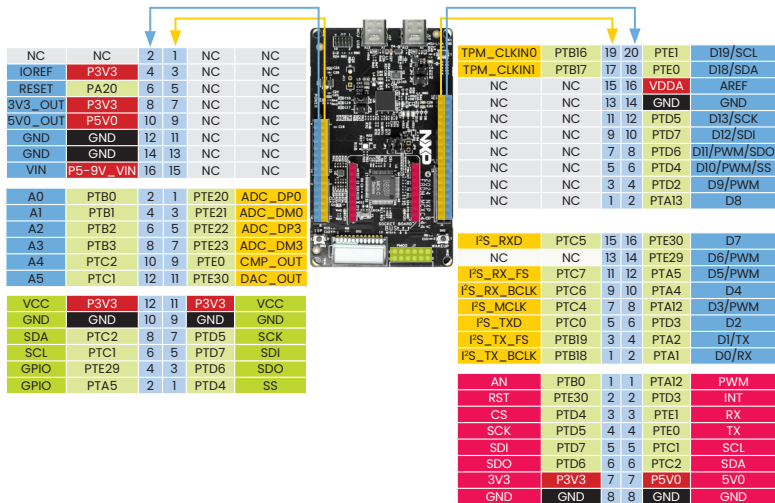 NC NC 2 1 NC NC
IOREF P3V3 4 3 NC NC
RESET PA20 6 5 NC NC
3V3_OUT P3V3 8 7 NC NC
5V0_OUT P5V0 10 9 NC NC
GND GND 12 11 NC NC
GND GND 14 13 NC NC
VIN P5-9V_VIN 16 15 NC NC
A0 PTB0 2 1 PTE20 ADC_DP0
A1 PTB1 4 3 PTE21 ADC_DM0
A2 PTB2 6 5 PTE22 ADC_DP3
A3 PTB3 8 7 PTE23 ADC_DM3
A4 PTC2 10 9 PTE0 CMP_OUT
A5 PTC1 12 11 PTE30 DAC_OUT
VCC P3V3 12 11 P3V3 VCC
GND GND 10 9 GND GND
SDA PTC2 8 7 PTD5 SCK
SCL PTC1 6 5 PTD7 SDI
GPIO PTE29 4 3 PTD6 SDO
GPIO PTA5 2 1 PTD4 SS
NXP
TPM_CLKIN0 PTB16 19 20 PTE1 D19/SCL
TPM_CLKIN1 PTB17 17 18 PTE0 D18/SDA
NC NC 15 16 VDDA AREF
NC NC 13 14 GND GND
NC NC 11 12 PTD5 D13/SCK
NC NC 9 10 PTD7 D12/SDI
NC NC 7 8 PTD6 D11/PWM/SDO
NC NC 5 6 PTD4 D10/PWM/SS
NC NC 3 4 PTD2 D9/PWM
NC NC 1 2 PTA13 D8
I²S_RXD PTC5 15 16 PTE30 D7
NC NC 13 14 PTE29 D6/PWM
I²S_RX_FS PTC7 11 12 PTA5 D5/PWM
I²S_RX_BCLK PTC6 9 10 PTA4 D4
I²S_MCLK PTC4 7 8 PTA12 D3/PWM
I²S_TXD PTC0 5 6 PTD3 D2
I²S_TX_FS PTB19 3 4 PTA2 D1/TX
I²S_TX_BCLK PTB18 1 2 PTA1 D0/RX
AN PTB0 1 1 PTA12 PWM
RST PTE30 2 2 PTD3 INT
CS PTD4 3 3 PTE1 RX
SCK PTD5 4 4 PTE0 TX
SDI PTD7 5 5 PTC1 SCL
SDO PTD6 6 6 PTC2 SDA
3V3 P3V3 7 7 P5V0 5V0
GND GND 8 8 GND GND